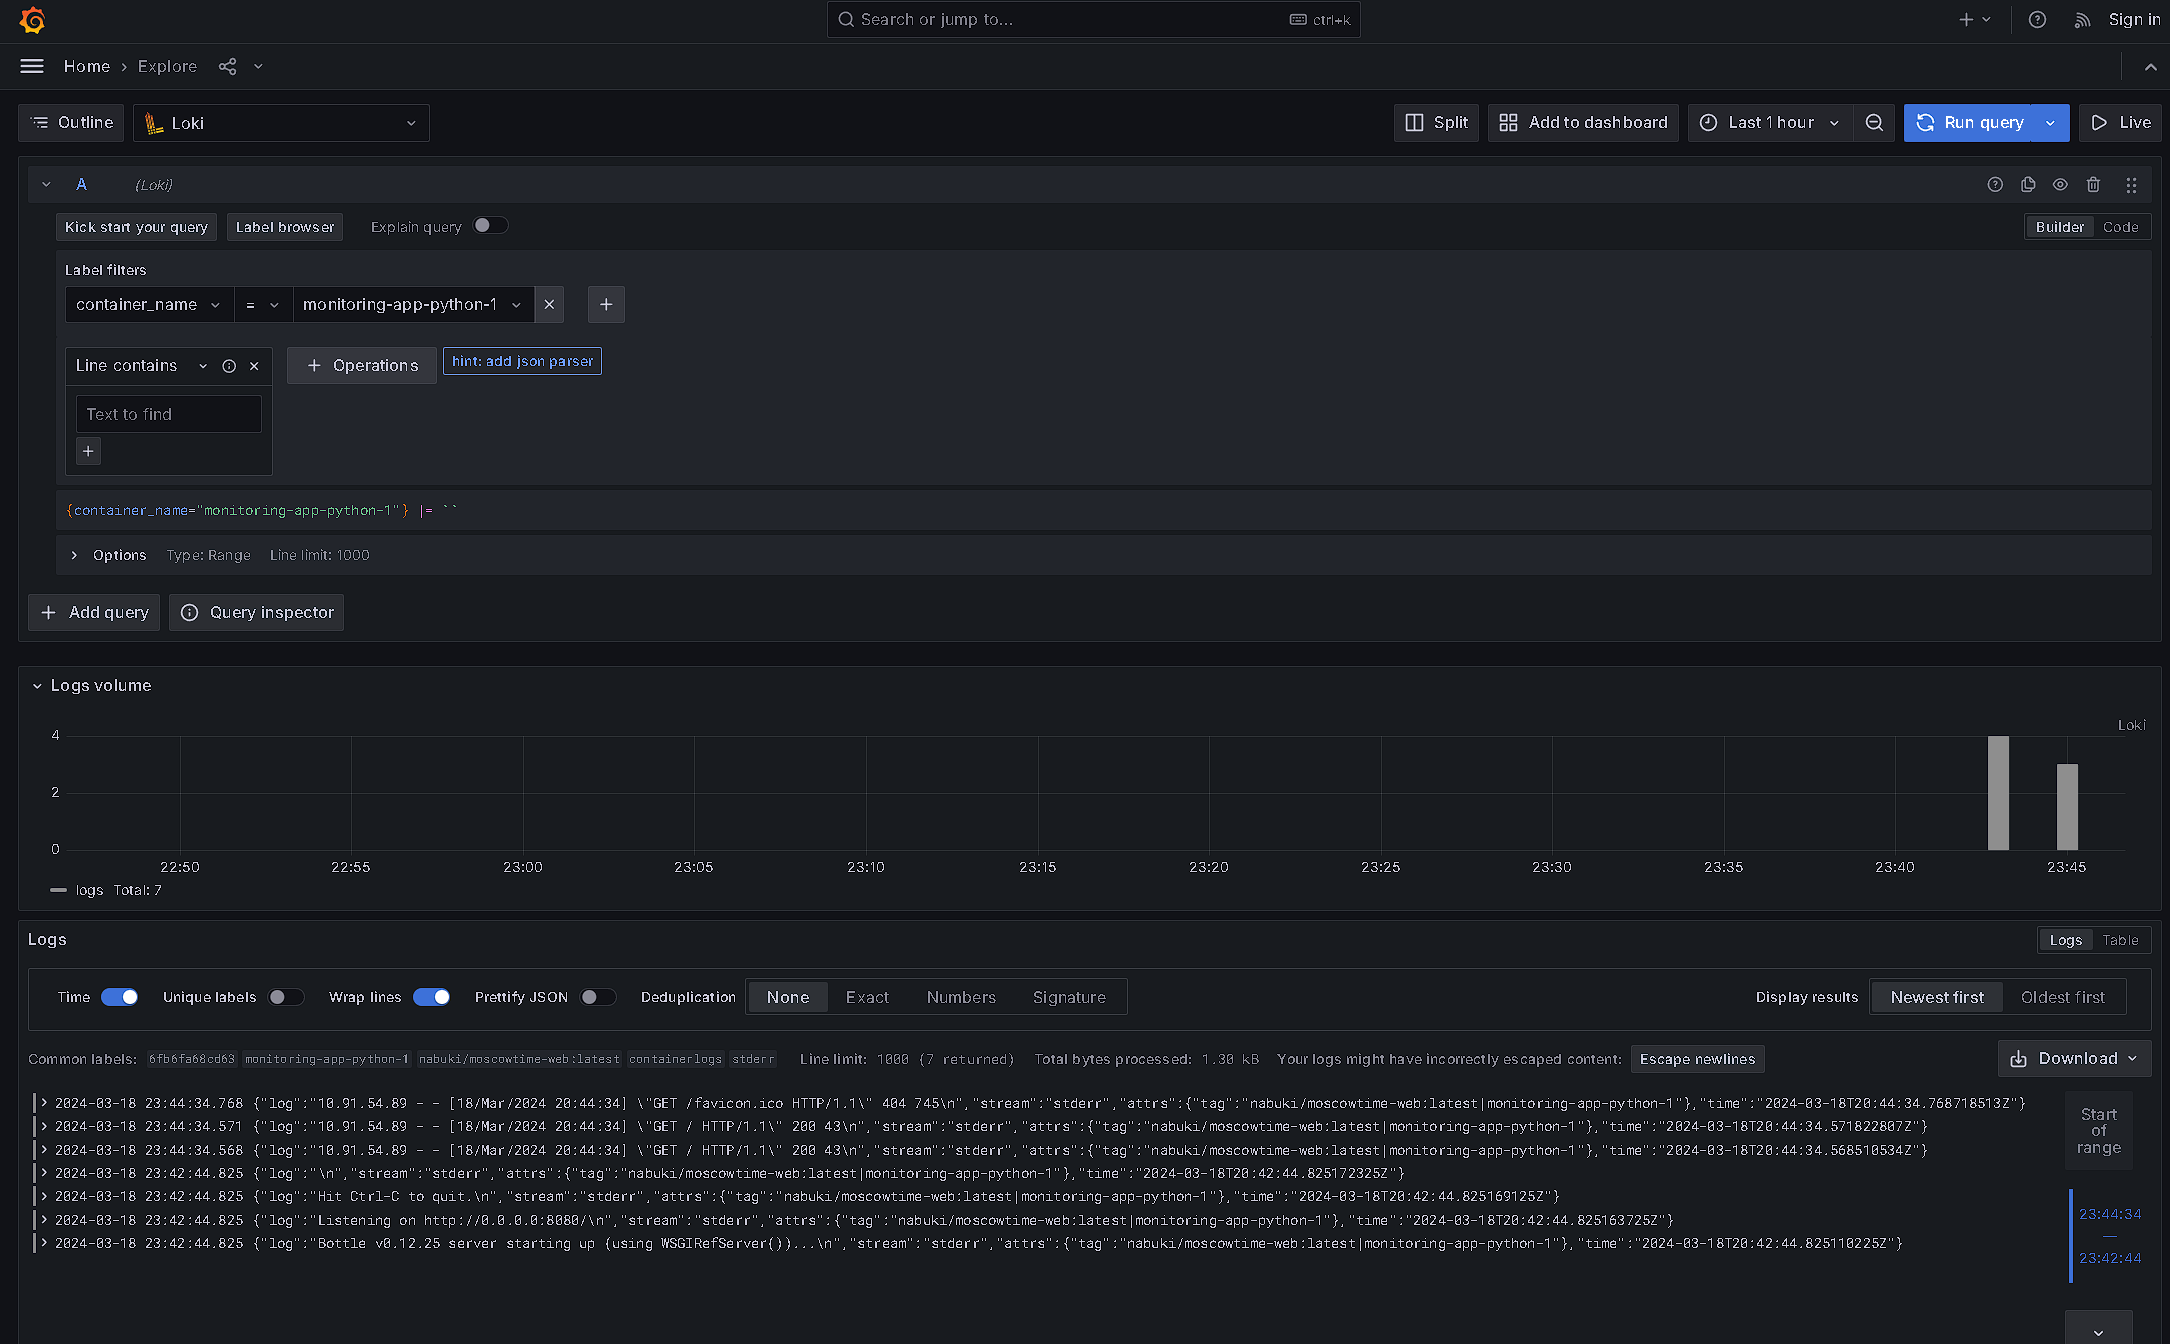 Search or jump to... ctrl+k Sign in
Home › Explore
Outline Loki Split Add to dashboard Last 1 hour Run query Live
A (Loki)
Kick start your query Label browser Explain query Builder Code
Label filters
container_name = monitoring-app-python-1
Line contains Operations hint: add json parser
Text to find
{container_name="monitoring-app-python-1"} |= ``
Options Type: Range Line limit: 1000
Add query Query inspector
Logs volume
Loki
4
2
0
22:50 22:55 23:00 23:05 23:10 23:15 23:20 23:25 23:30 23:35 23:40 23:45
logs Total: 7
Logs Logs Table
Time Unique labels Wrap lines Prettify JSON Deduplication None Exact Numbers Signature Display results Newest first Oldest first
Common labels: 6fb6fa68cd63 monitoring-app-python-1 nabuki/moscowtime-web:latest containerlogs stderr Line limit: 1000 (7 returned) Total bytes processed: 1.30 kB Your logs might have incorrectly escaped content: Escape newlines Download
2024-03-18 23:44:34.768 {"log":"10.91.54.89 - - [18/Mar/2024 20:44:34] \"GET /favicon.ico HTTP/1.1\" 404 745\n","stream":"stderr","attrs":{"tag":"nabuki/moscowtime-web:latest|monitoring-app-python-1"},"time":"2024-03-18T20:44:34.768718513Z"}
2024-03-18 23:44:34.571 {"log":"10.91.54.89 - - [18/Mar/2024 20:44:34] \"GET / HTTP/1.1\" 200 43\n","stream":"stderr","attrs":{"tag":"nabuki/moscowtime-web:latest|monitoring-app-python-1"},"time":"2024-03-18T20:44:34.571822807Z"}
2024-03-18 23:44:34.568 {"log":"10.91.54.89 - - [18/Mar/2024 20:44:34] \"GET / HTTP/1.1\" 200 43\n","stream":"stderr","attrs":{"tag":"nabuki/moscowtime-web:latest|monitoring-app-python-1"},"time":"2024-03-18T20:44:34.568510534Z"}
2024-03-18 23:42:44.825 {"log":"\n","stream":"stderr","attrs":{"tag":"nabuki/moscowtime-web:latest|monitoring-app-python-1"},"time":"2024-03-18T20:42:44.825172325Z"}
2024-03-18 23:42:44.825 {"log":"Hit Ctrl-C to quit.\n","stream":"stderr","attrs":{"tag":"nabuki/moscowtime-web:latest|monitoring-app-python-1"},"time":"2024-03-18T20:42:44.825169125Z"}
2024-03-18 23:42:44.825 {"log":"Listening on http://0.0.0.0:8080/\n","stream":"stderr","attrs":{"tag":"nabuki/moscowtime-web:latest|monitoring-app-python-1"},"time":"2024-03-18T20:42:44.825163725Z"}
2024-03-18 23:42:44.825 {"log":"Bottle v0.12.25 server starting up (using WSGIRefServer())...\n","stream":"stderr","attrs":{"tag":"nabuki/moscowtime-web:latest|monitoring-app-python-1"},"time":"2024-03-18T20:42:44.825110225Z"}
Start
of
range
23:44:34
—
23:42:44